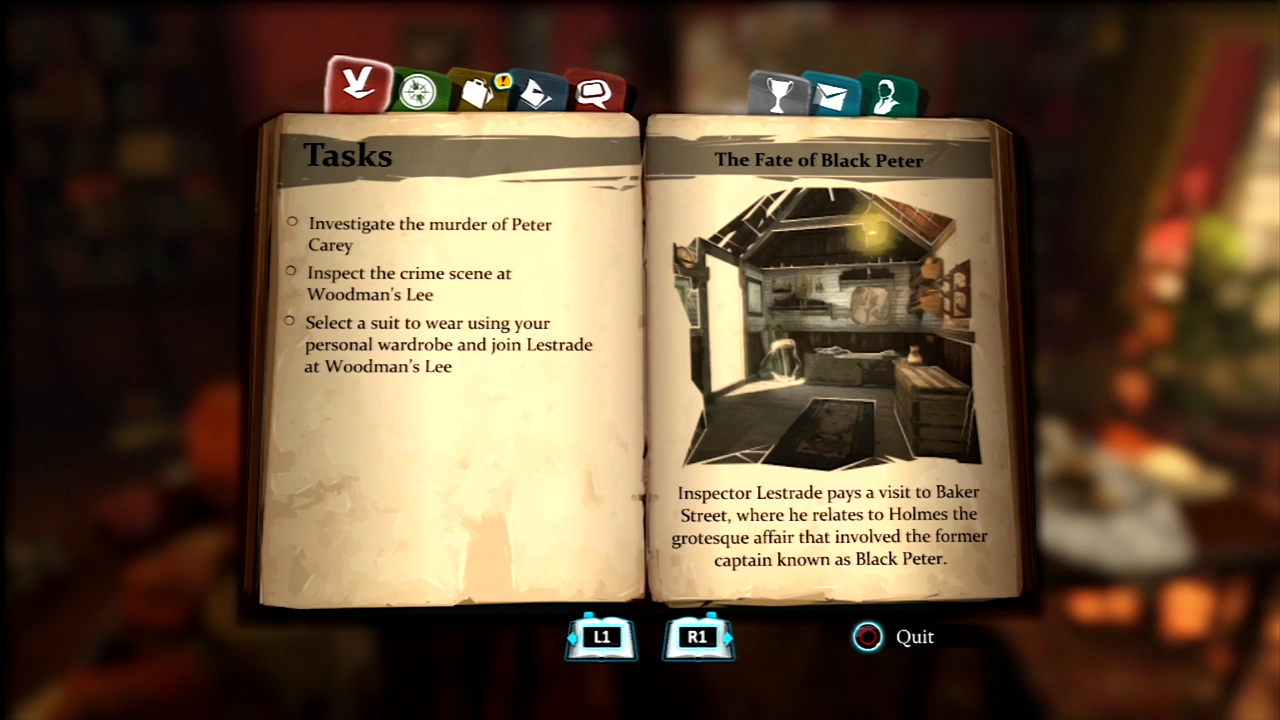 Tasks
Investigate the murder of Peter
Carey
Inspect the crime scene at
Woodman's Lee
Select a suit to wear using your
personal wardrobe and join Lestrade
at Woodman's Lee
The Fate of Black Peter
Inspector Lestrade pays a visit to Baker
Street, where he relates to Holmes the
grotesque affair that involved the former
captain known as Black Peter.
L1
R1
Quit